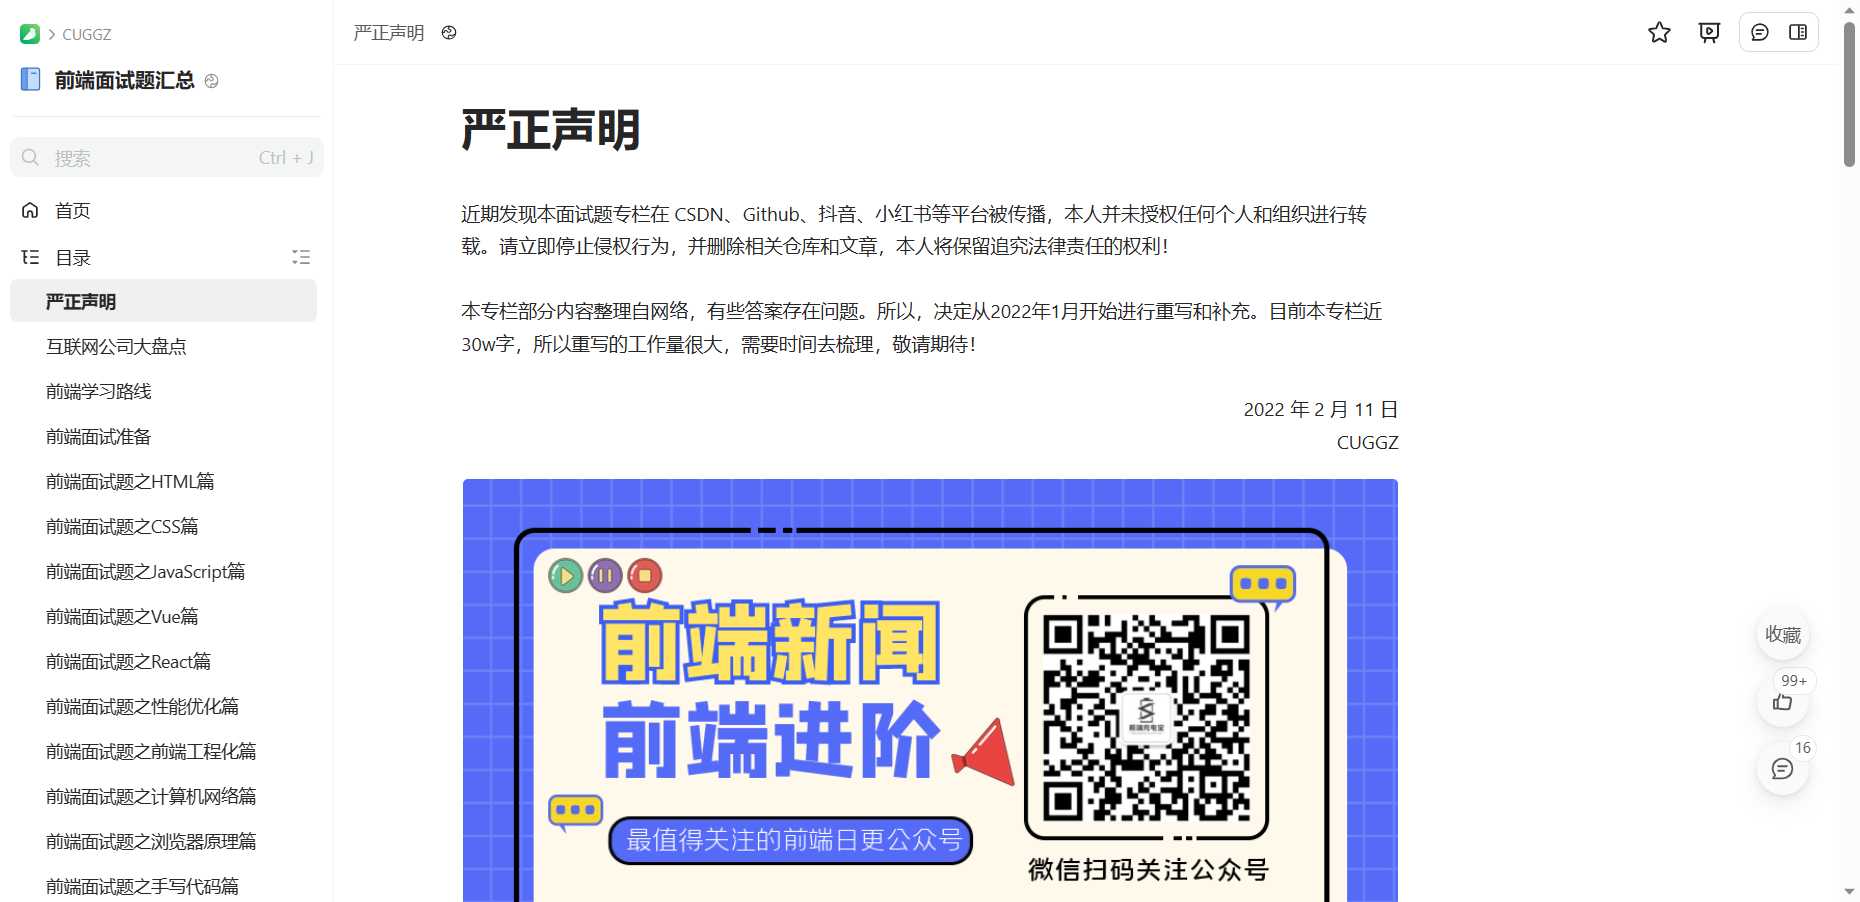 CUGGZ
前端面试题汇总
搜索 Ctrl + J
首页
目录
严正声明
互联网公司大盘点
前端学习路线
前端面试准备
前端面试题之HTML篇
前端面试题之CSS篇
前端面试题之JavaScript篇
前端面试题之Vue篇
前端面试题之React篇
前端面试题之性能优化篇
前端面试题之前端工程化篇
前端面试题之计算机网络篇
前端面试题之浏览器原理篇
前端面试题之手写代码篇
严正声明
严正声明
近期发现本面试题专栏在 CSDN、Github、抖音、小红书等平台被传播，本人并未授权任何个人和组织进行转
载。请立即停止侵权行为，并删除相关仓库和文章，本人将保留追究法律责任的权利！
本专栏部分内容整理自网络，有些答案存在问题。所以，决定从2022年1月开始进行重写和补充。目前本专栏近
30w字，所以重写的工作量很大，需要时间去梳理，敬请期待！
2022 年 2 月 11 日
CUGGZ
前端新闻
前端进阶
最值得关注的前端日更公众号
前端充电宝
微信扫码关注公众号
收藏
99+
16